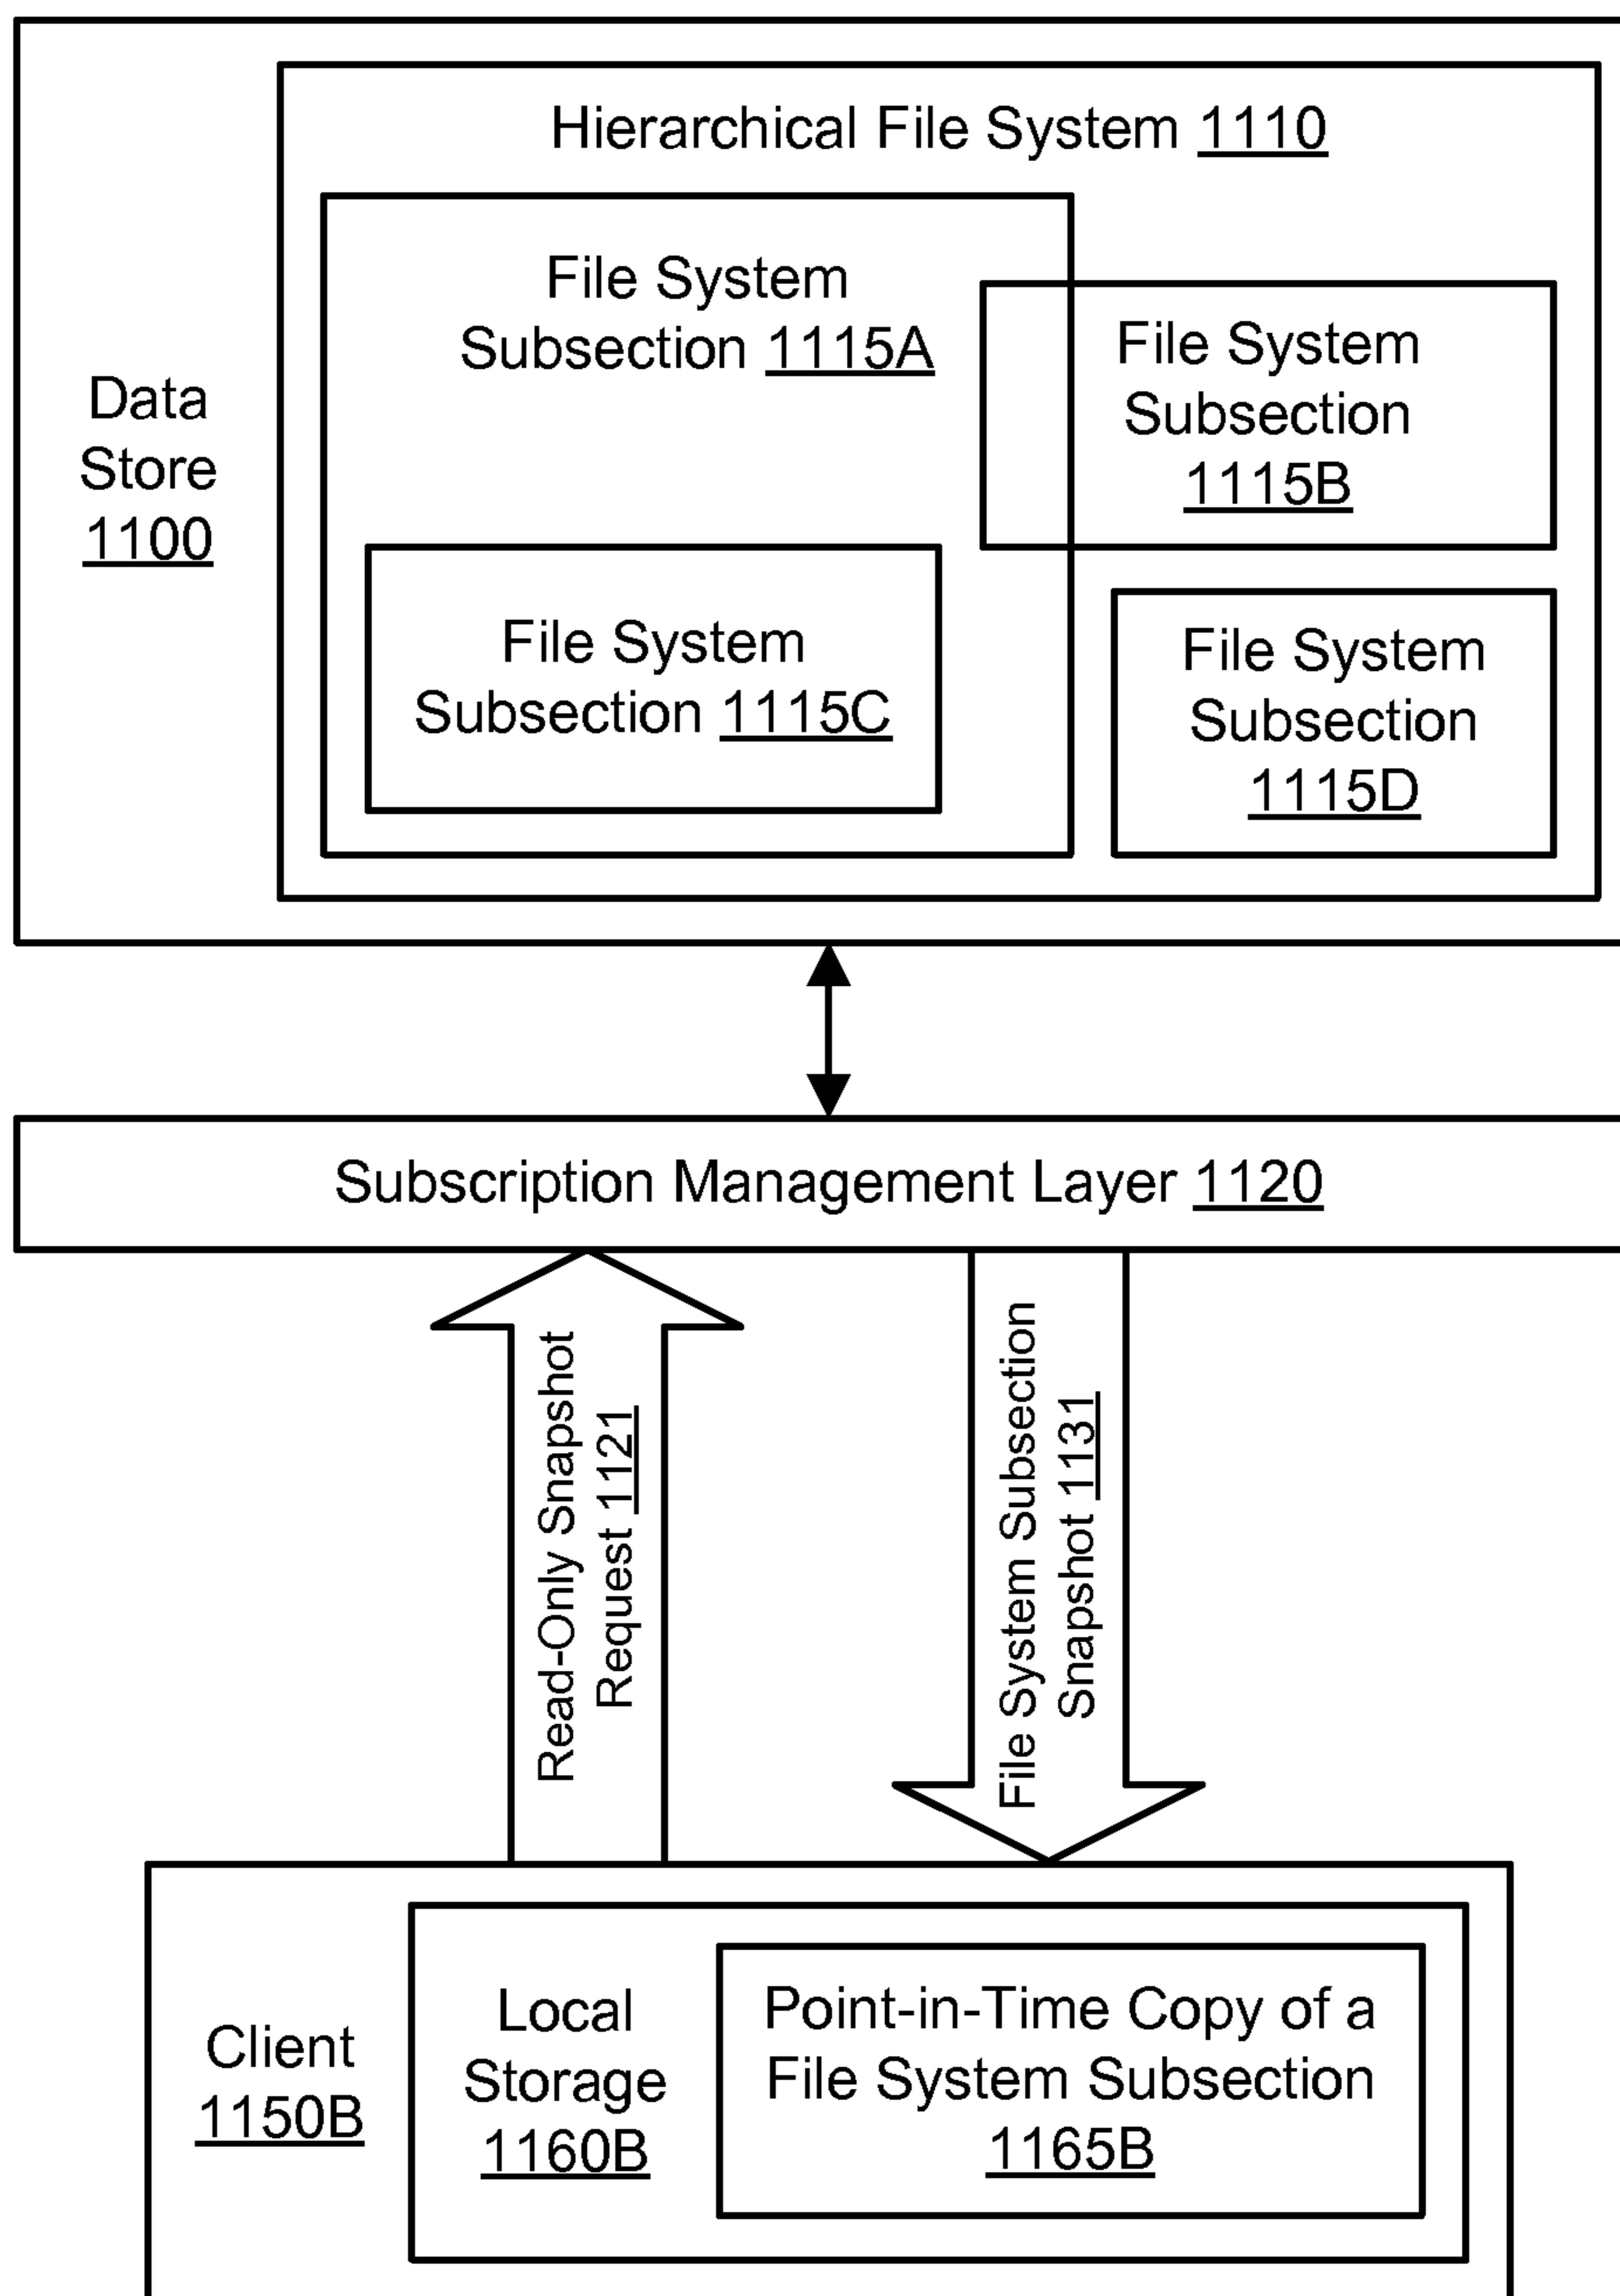 Hierarchical File System 1110
Data
Store
1100
File System
Subsection 1115A
File System
Subsection
1115B
File System
Subsection 1115C
File System
Subsection
1115D
Subscription Management Layer 1120
Read-Only Snapshot
Request 1121
File System Subsection
Snapshot 1131
Client
1150B
Local
Storage
1160B
Point-in-Time Copy of a
File System Subsection
1165B